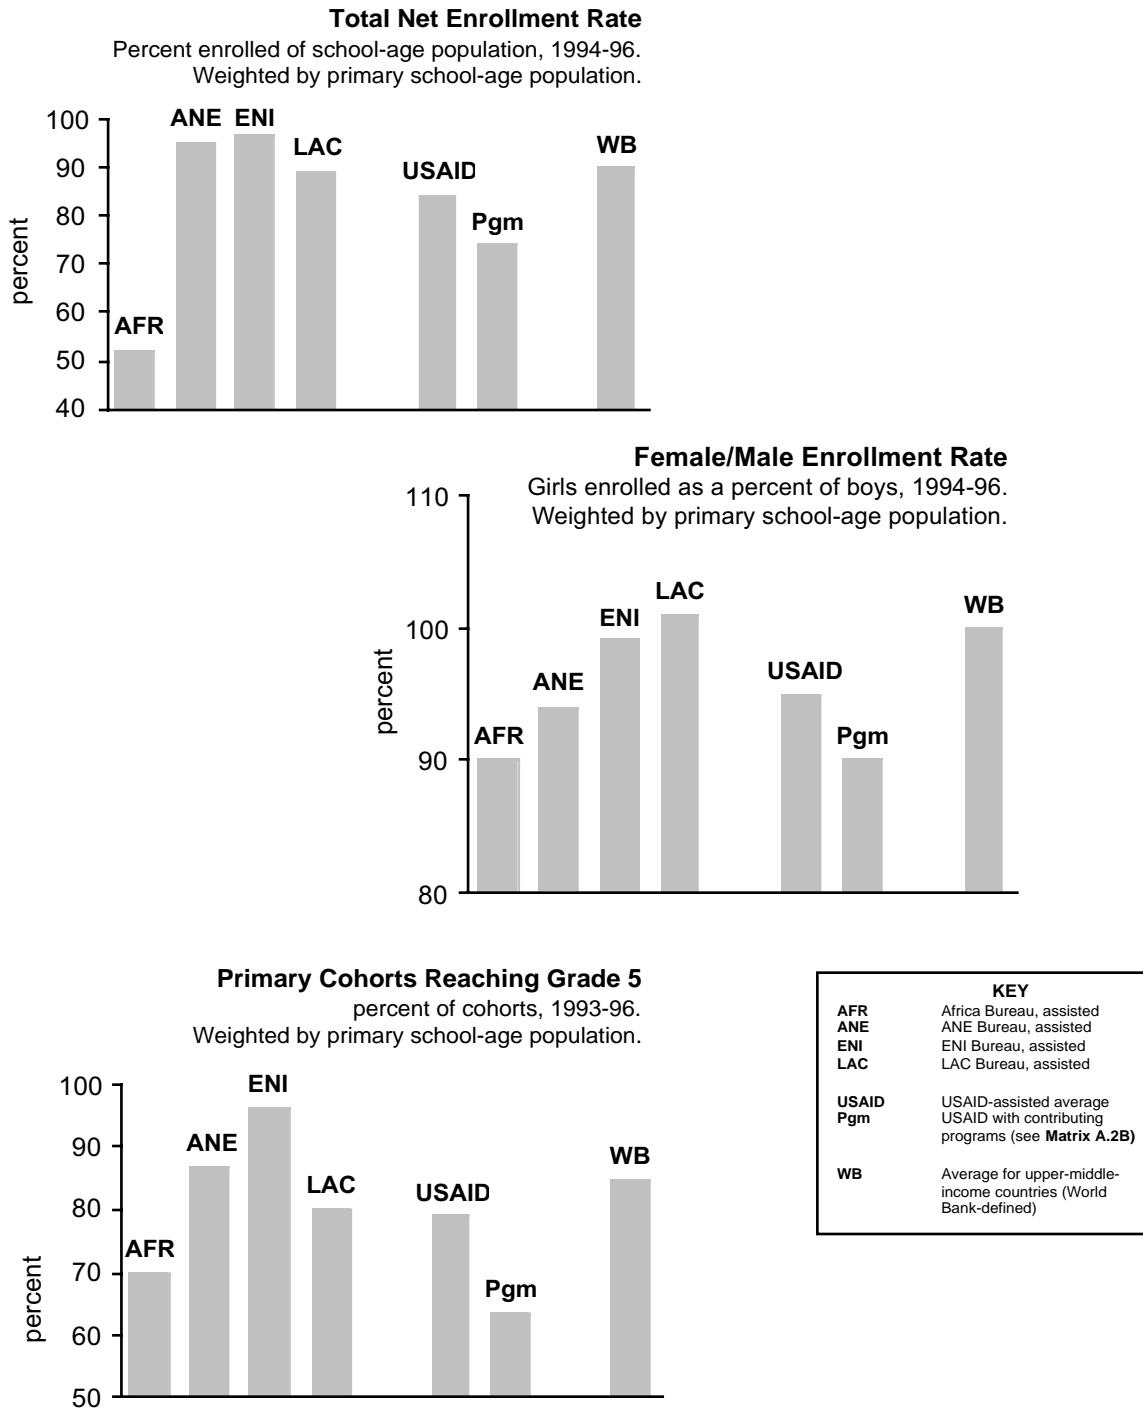 Total Net Enrollment Rate
Percent enrolled of school-age population, 1994-96.
Weighted by primary school-age population.
percent
100
90
80
70
60
50
40
AFR
ANE
ENI
LAC
USAID
Pgm
WB
Female/Male Enrollment Rate
Girls enrolled as a percent of boys, 1994-96.
Weighted by primary school-age population.
percent
110
100
90
80
AFR
ANE
ENI
LAC
USAID
Pgm
WB
Primary Cohorts Reaching Grade 5
percent of cohorts, 1993-96.
Weighted by primary school-age population.
percent
100
90
80
70
60
50
AFR
ANE
ENI
LAC
USAID
Pgm
WB
KEY
AFR Africa Bureau, assisted
ANE ANE Bureau, assisted
ENI ENI Bureau, assisted
LAC LAC Bureau, assisted
USAID USAID-assisted average
Pgm USAID with contributing
programs (see Matrix A.2B)
WB Average for upper-middle-
income countries (World
Bank-defined)